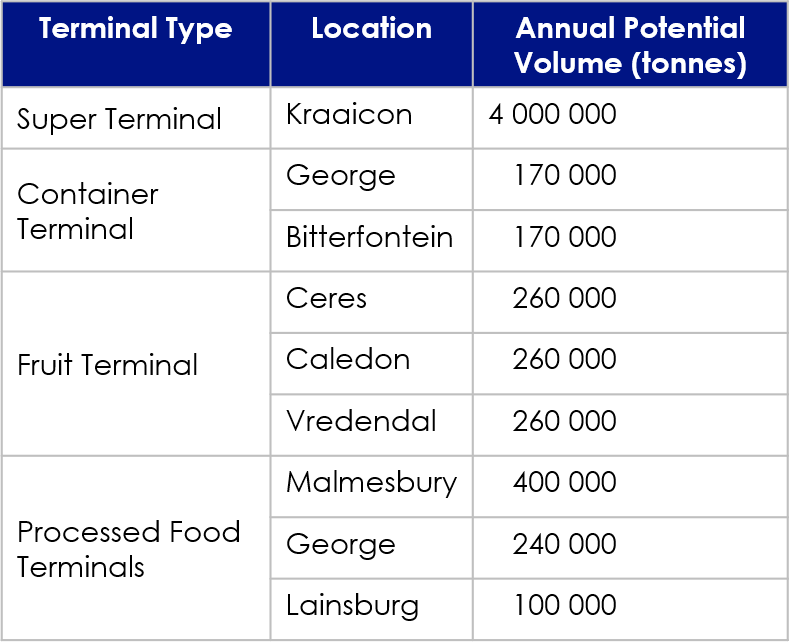 Terminal Type Location Annual Potential
Volume (tonnes)
Super Terminal Kraaicon 4 000 000
Container
Terminal
George 170 000
Bitterfontein 170 000
Fruit Terminal
Ceres 260 000
Caledon 260 000
Vredendal 260 000
Processed Food
Terminals
Malmesbury 400 000
George 240 000
Lainsburg 100 000